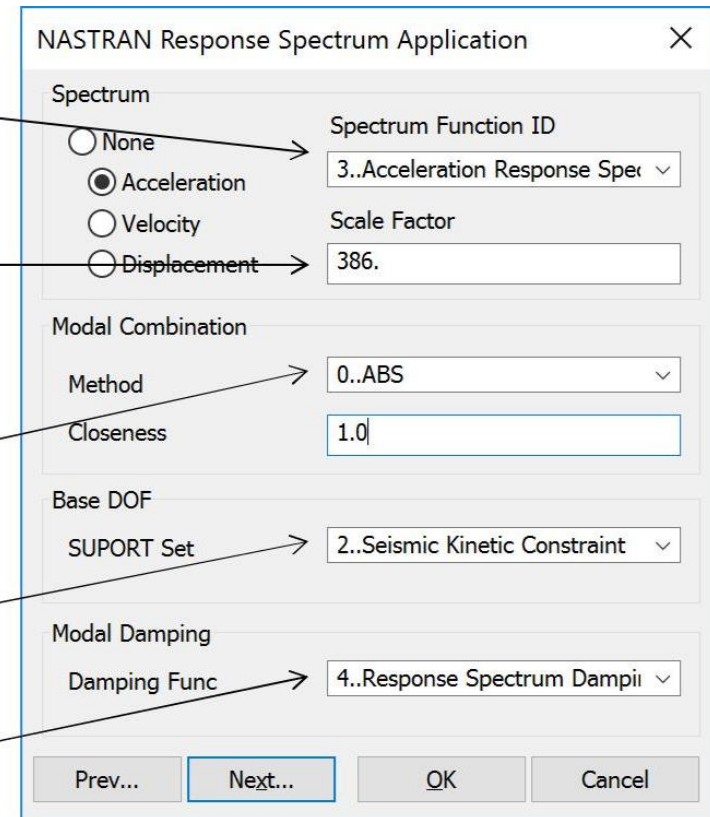 NASTRAN Response Spectrum Application
Spectrum
Spectrum Function ID
None
3..Acceleration Response Spec
Acceleration
Velocity
Scale Factor
Displacement
386.
Modal Combination
Method
0..ABS
Closeness
1.0
Base DOF
SUPORT Set
2..Seismic Kinetic Constraint
Modal Damping
Damping Func
4..Response Spectrum Dampi
Prev...
Next...
OK
Cancel